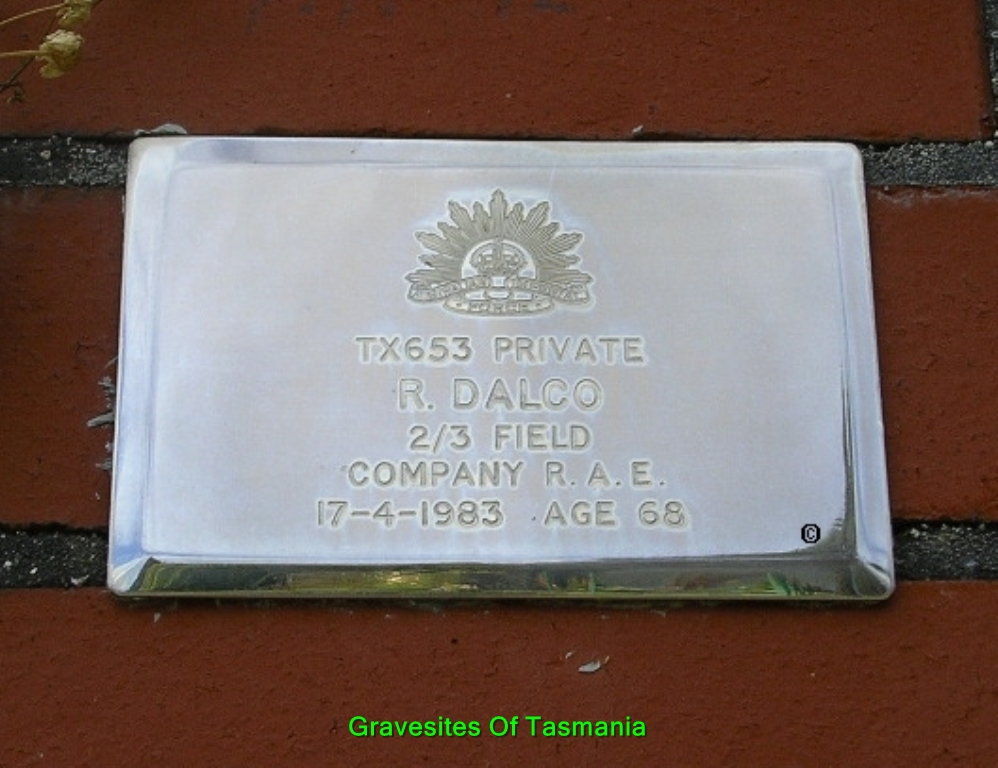 TX653 PRIVATE
R. DALCO
2/3 FIELD
COMPANY R.A.E.
17-4-1983 AGE 68
©
Gravesites Of Tasmania